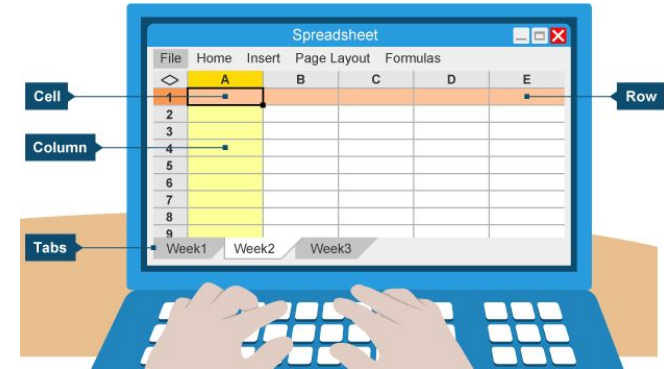 Spreadsheet
File Home Insert Page Layout Formulas
A B C D E
Cell
1
Row
2
3
Column
4
5
6
7
8
9
Tabs
Week1 Week2 Week3